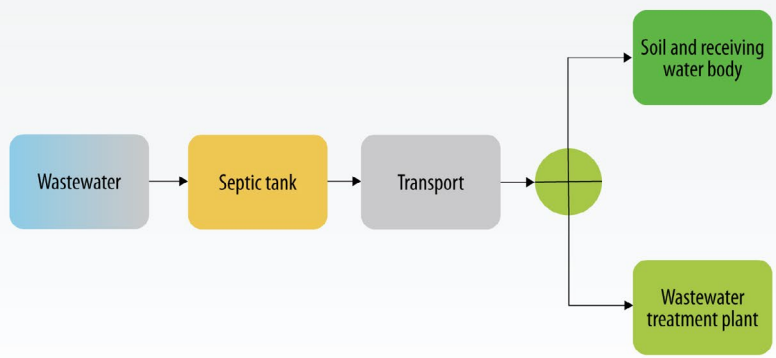 Wastewater
Septic tank
Transport
Soil and receiving
water body
Wastewater
treatment plant